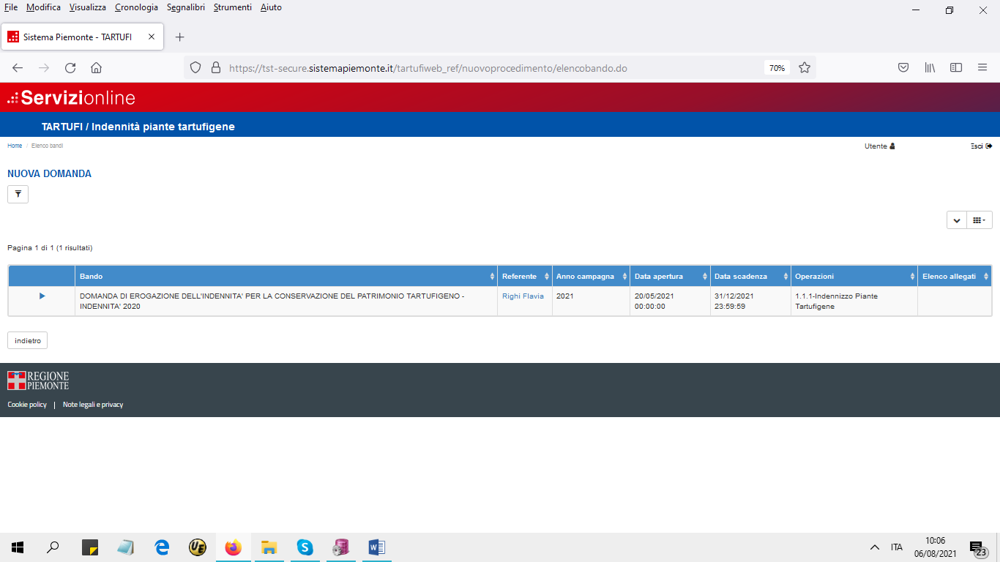 File Modifica Visualizza Cronologia Segnalibri Strumenti Aiuto
Sistema Piemonte - TARTUFI
https://tst-secure.sistemapiemonte.it/tartufiweb_ref/nuovoprocedimento/elencobando.do 70%
Servizionline
TARTUFI / Indennità piante tartufigene
Home / Elenco bandi Utente Esci
NUOVA DOMANDA
Pagina 1 di 1 (1 risultati)
Bando Referente Anno campagna Data apertura Data scadenza Operazioni Elenco allegati
DOMANDA DI EROGAZIONE DELL'INDENNITA' PER LA CONSERVAZIONE DEL PATRIMONIO TARTUFIGENO - Righi Flavia 2021 20/05/2021 31/12/2021 1.1.1-Indennizzo Piante
INDENNITA' 2020 00:00:00 23:59:59 Tartufigene
indietro
REGIONE
PIEMONTE
Cookie policy | Note legali e privacy
UE S W ITA 10:06
06/08/2021 23